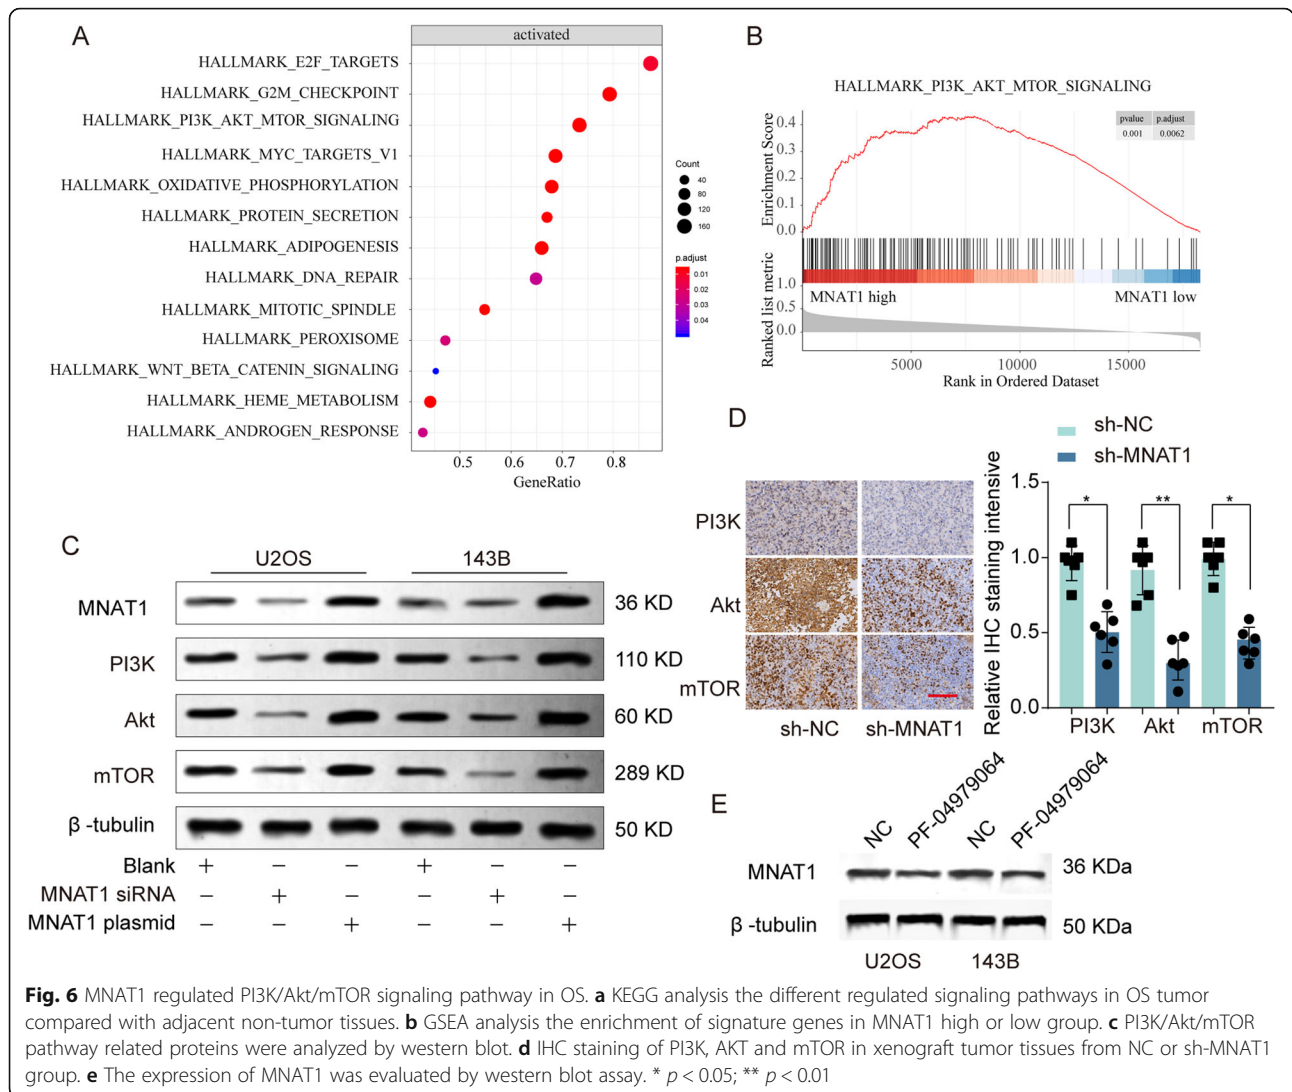 A
activated
HALLMARK_E2F_TARGETS
HALLMARK_G2M_CHECKPOINT
HALLMARK_PI3K_AKT_MTOR_SIGNALING
HALLMARK_MYC_TARGETS_V1
HALLMARK_OXIDATIVE_PHOSPHORYLATION
HALLMARK_PROTEIN_SECRETION
HALLMARK_ADIPOGENESIS
HALLMARK_DNA_REPAIR
HALLMARK_MITOTIC_SPINDLE
HALLMARK_PEROXISOME
HALLMARK_WNT_BETA_CATENIN_SIGNALING
HALLMARK_HEME_METABOLISM
HALLMARK_ANDROGEN_RESPONSE
0.5 0.6 0.7 0.8
GeneRatio
Count
40
80
120
160
p.adjust
0.01
0.02
0.03
0.04
B
HALLMARK_PI3K_AKT_MTOR_SIGNALING
pvalue p.adjust
0.001 0.0062
Enrichment Score
0.4
0.3
0.2
0.1
0.0
MNAT1 high MNAT1 low
Ranked list metric
1.0
0.5
0.0
5000 10000 15000
Rank in Ordered Dataset
C
U2OS 143B
MNAT1 36 KD
PI3K 110 KD
Akt 60 KD
mTOR 289 KD
β -tubulin 50 KD
Blank + − − + − −
MNAT1 siRNA − + − − + −
MNAT1 plasmid − − + − − +
D
PI3K
Akt
mTOR
sh-NC sh-MNAT1
sh-NC
sh-MNAT1
Relative IHC staining intensive
1.5
1.0
0.5
0.0
* ** *
PI3K Akt mTOR
E
NC PF-04979064 NC PF-04979064
MNAT1 36 KDa
β -tubulin 50 KDa
U2OS 143B
Fig. 6 MNAT1 regulated PI3K/Akt/mTOR signaling pathway in OS. a KEGG analysis the different regulated signaling pathways in OS tumor
compared with adjacent non-tumor tissues. b GSEA analysis the enrichment of signature genes in MNAT1 high or low group. c PI3K/Akt/mTOR
pathway related proteins were analyzed by western blot. d IHC staining of PI3K, AKT and mTOR in xenograft tumor tissues from NC or sh-MNAT1
group. e The expression of MNAT1 was evaluated by western blot assay. * p < 0.05; ** p < 0.01